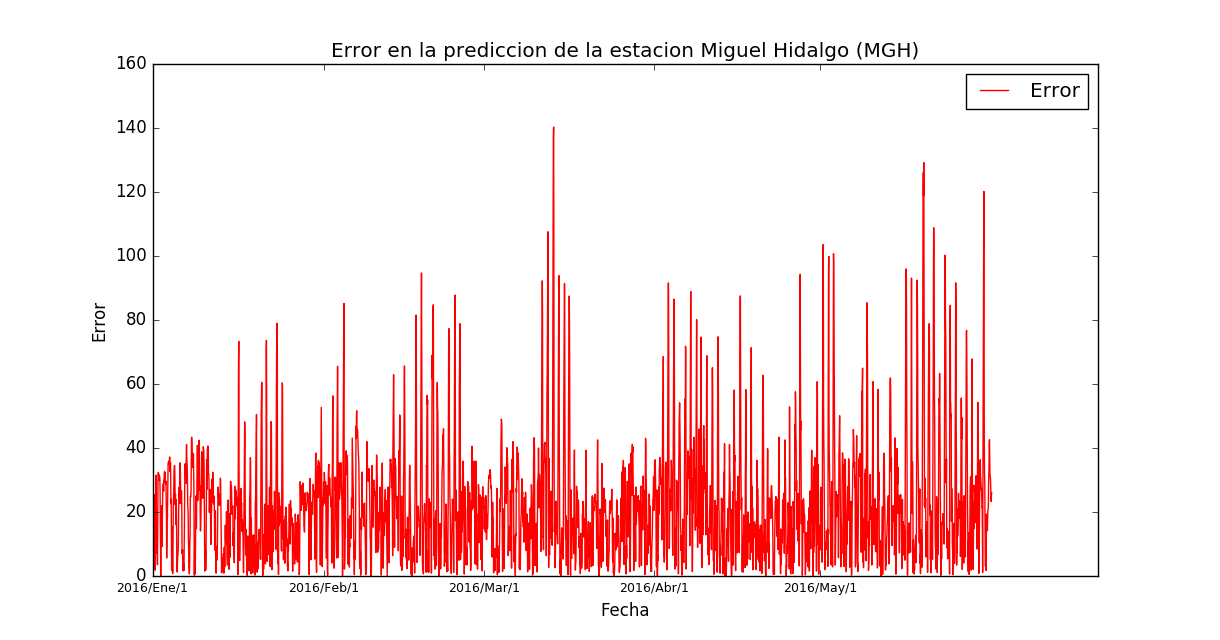 Error en la prediccion de la estacion Miguel Hidalgo (MGH)
160
140
120
100
80
60
40
20
0
Error
Error
2016/Ene/1
2016/Feb/1
2016/Mar/1
2016/Abr/1
2016/May/1
Fecha